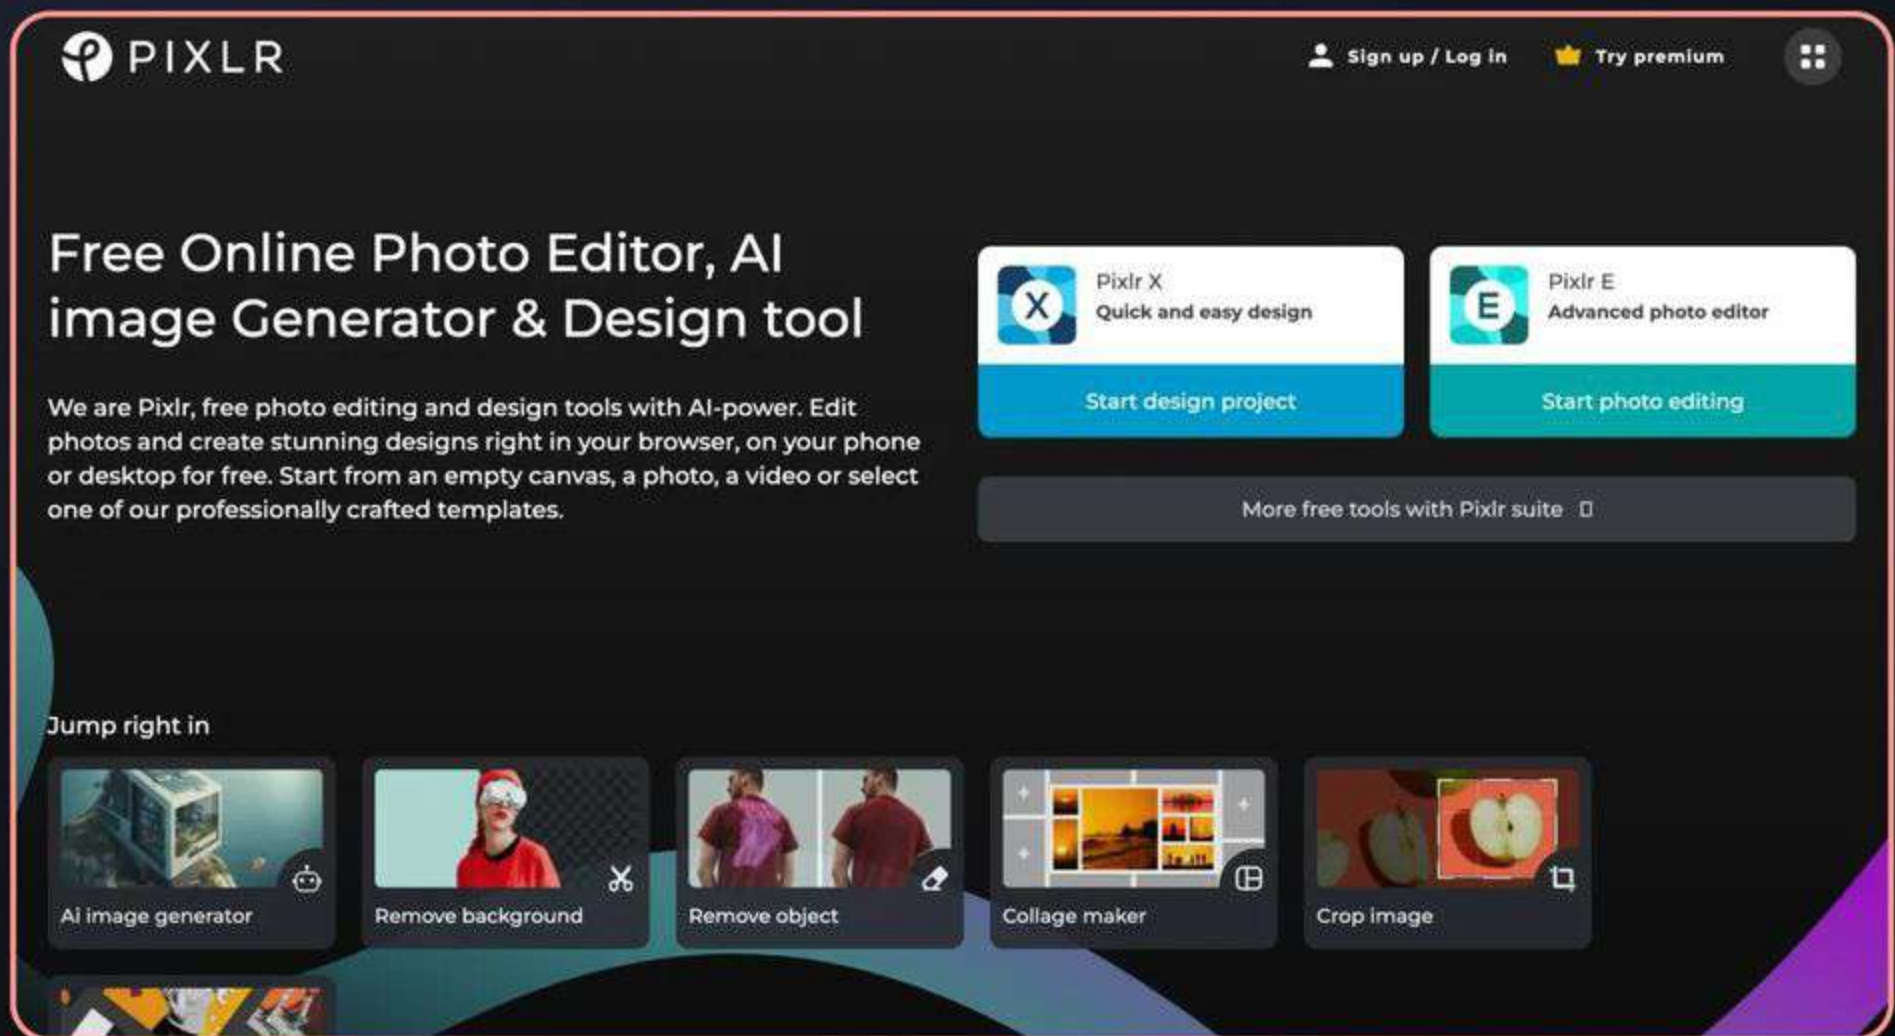 PIXLR
Sign up / Log in
Try premium
Free Online Photo Editor, AI
image Generator & Design tool
We are Pixlr, free photo editing and design tools with AI-power. Edit
photos and create stunning designs right in your browser, on your phone
or desktop for free. Start from an empty canvas, a photo, a video or select
one of our professionally crafted templates.
X
Pixlr X
Quick and easy design
Start design project
E
Pixlr E
Advanced photo editor
Start photo editing
More free tools with Pixlr suite
Jump right in
Ai image generator
Remove background
Remove object
Collage maker
Crop image